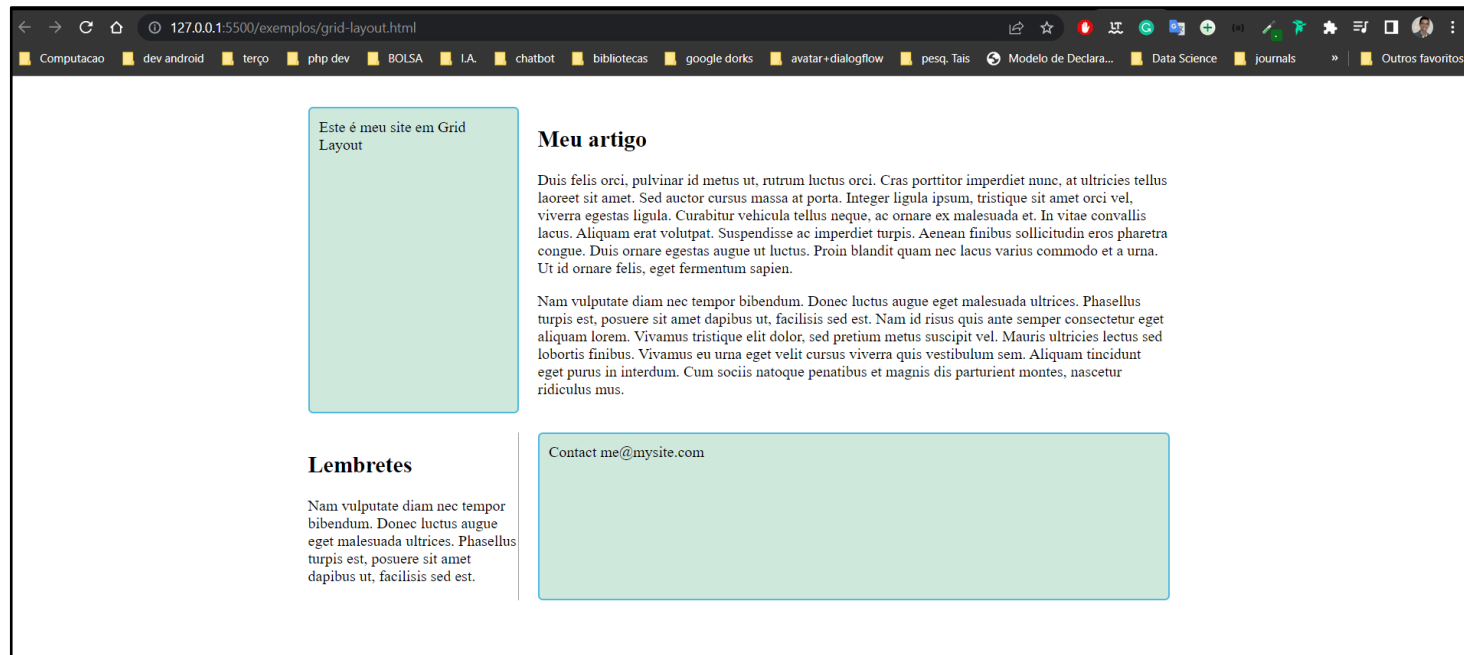 127.0.0.1:5500/exemplos/grid-layout.html
Computacao dev android terço php dev BOLSA I.A. chatbot bibliotecas google dorks avatar+dialogflow pesq. Tais Modelo de Declara... Data Science journals » Outros favoritos
Este é meu site em Grid
Layout
Meu artigo
Duis felis orci, pulvinar id metus ut, rutrum luctus orci. Cras porttitor imperdiet nunc, at ultricies tellus
laoreet sit amet. Sed auctor cursus massa at porta. Integer ligula ipsum, tristique sit amet orci vel,
viverra egestas ligula. Curabitur vehicula tellus neque, ac ornare ex malesuada et. In vitae convallis
lacus. Aliquam erat volutpat. Suspendisse ac imperdiet turpis. Aenean finibus sollicitudin eros pharetra
congue. Duis ornare egestas augue ut luctus. Proin blandit quam nec lacus varius commodo et a urna.
Ut id ornare felis, eget fermentum sapien.
Nam vulputate diam nec tempor bibendum. Donec luctus augue eget malesuada ultrices. Phasellus
turpis est, posuere sit amet dapibus ut, facilisis sed est. Nam id risus quis ante semper consectetur eget
aliquam lorem. Vivamus tristique elit dolor, sed pretium metus suscipit vel. Mauris ultricies lectus sed
lobortis finibus. Vivamus eu urna eget velit cursus viverra quis vestibulum sem. Aliquam tincidunt
eget purus in interdum. Cum sociis natoque penatibus et magnis dis parturient montes, nascetur
ridiculus mus.
Lembretes
Nam vulputate diam nec tempor
bibendum. Donec luctus augue
eget malesuada ultrices. Phasellus
turpis est, posuere sit amet
dapibus ut, facilisis sed est.
Contact me@mysite.com